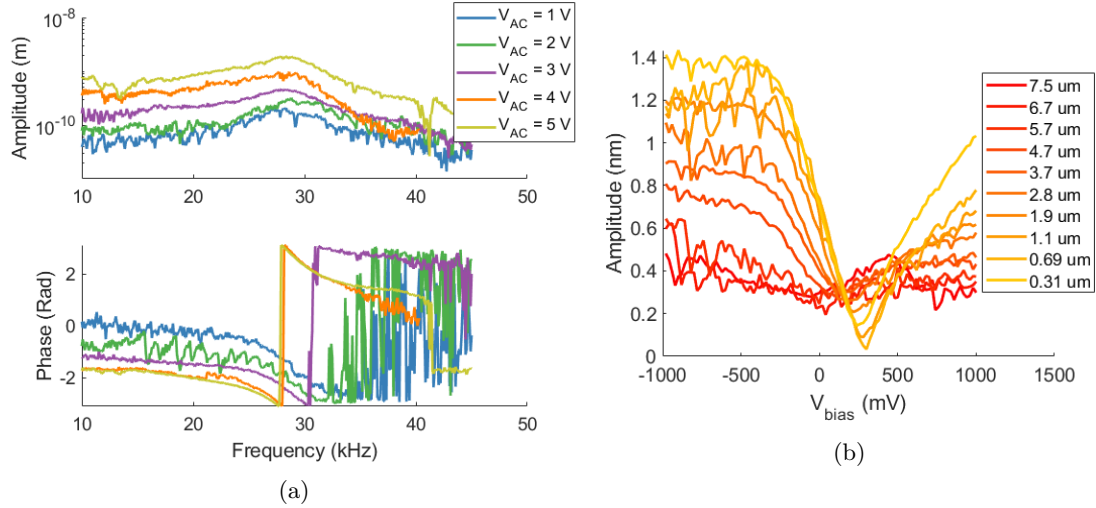 10^-8
10^-10
Amplitude (m)
10
20
30
40
50
V_AC = 1 V
V_AC = 2 V
V_AC = 3 V
V_AC = 4 V
V_AC = 5 V
2
0
-2
Phase (Rad)
10
20
30
40
50
Frequency (kHz)
(a)
1.4
1.2
1
0.8
0.6
0.4
0.2
0
Amplitude (nm)
-1000
-500
0
500
1000
1500
V_bias (mV)
7.5 um
6.7 um
5.7 um
4.7 um
3.7 um
2.8 um
1.9 um
1.1 um
0.69 um
0.31 um
(b)